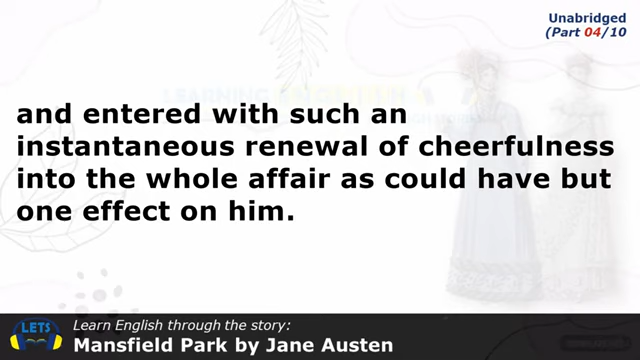 Unabridged
(Part 04/10
and entered with such an
instantaneous renewal of cheerfulness
into the whole affair as could have but
one effect on him.
LETS
Learn English through the story:
Mansfield Park by Jane Austen